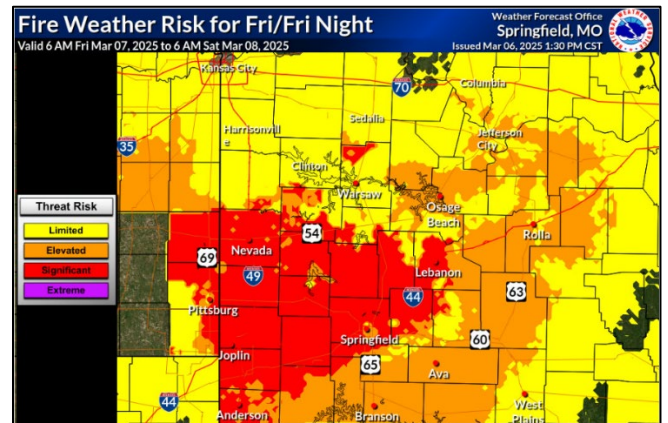 Fire Weather Risk for Fri/Fri Night
Valid 6 AM Fri Mar 07, 2025 to 6 AM Sat Mar 08, 2025
Weather Forecast Office
Springfield, MO
Issued Mar 06, 2025 1:30 PM CST
Kansas City
70
Columbia
Sedalia
Harrisonvill
e
Jefferson
City
35
Clinton
Warsaw
Osage
Beach
Threat Risk
Limited
Elevated
Significant
Extreme
54
Rolla
Nevada
69
49
Lebanon
63
44
Pittsburg
Springfield
60
Joplin
65
Ava
44
Anderson
Branson
West
Plains